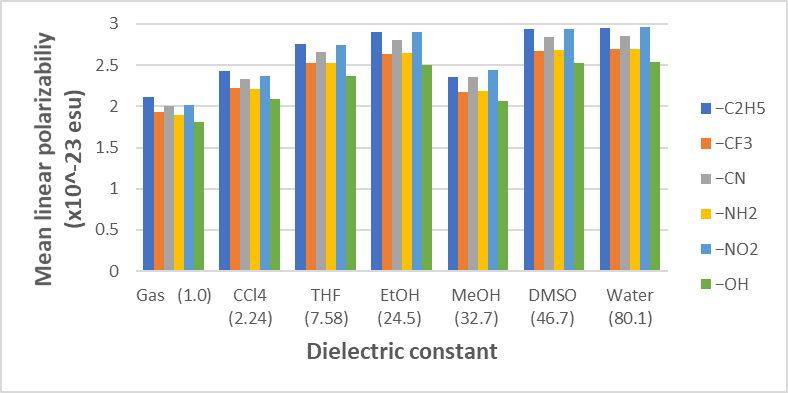 Mean linear polarizabiliy
(x10^-23 esu)
3
2.5
2
1.5
1
0.5
0
Gas (1.0)
CCl4
(2.24)
THF
(7.58)
EtOH
(24.5)
MeOH
(32.7)
DMSO
(46.7)
Water
(80.1)
Dielectric constant
−C2H5
−CF3
−CN
−NH2
−NO2
−OH